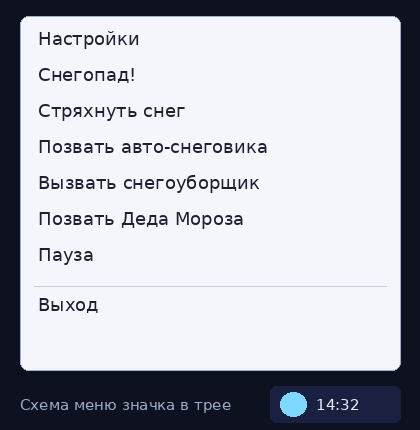 Настройки
Снегопад!
Стряхнуть снег
Позвать авто-снеговика
Вызвать снегоуборщик
Позвать Деда Мороза
Пауза
Выход
Схема меню значка в трее
14:32